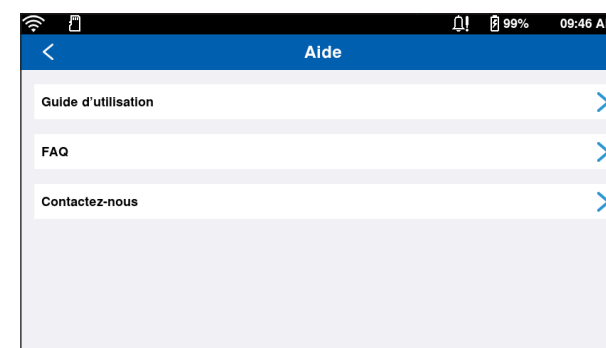 99% 09:46 A
Aide
Guide d’utilisation
FAQ
Contactez-nous